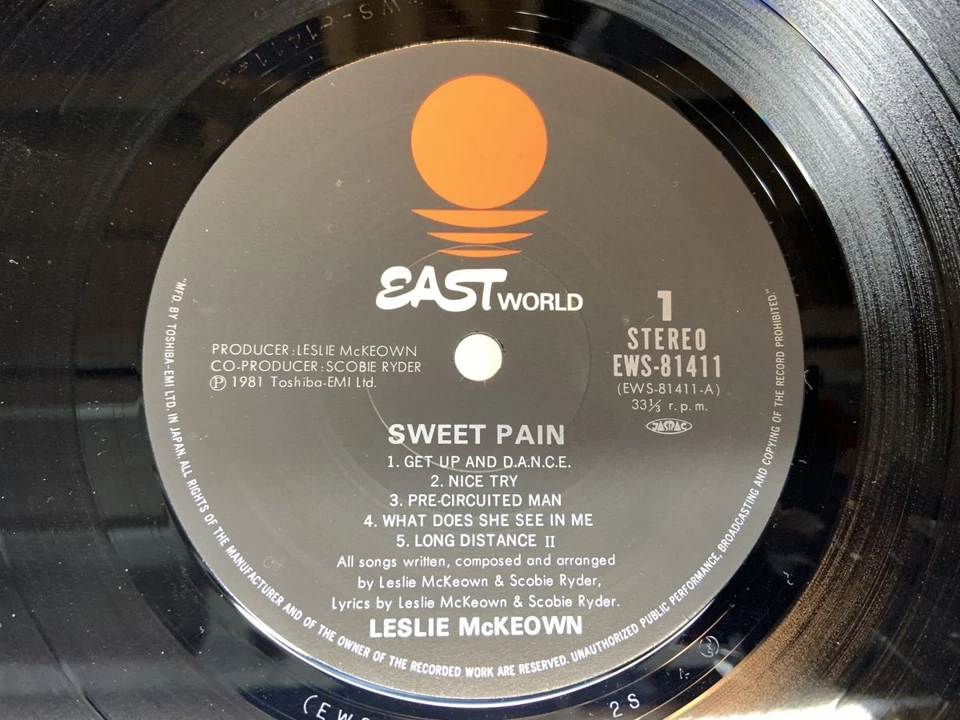 EAST WORLD
1
STEREO
EWS-81411
(EWS-81411-A)
33⅓ r.p.m.
JASRAC
PRODUCER:LESLIE McKEOWN
CO-PRODUCER:SCOBIE RYDER
Ⓟ 1981 Toshiba-EMI Ltd.
SWEET PAIN
1. GET UP AND D.A.N.C.E.
2. NICE TRY
3. PRE-CIRCUITED MAN
4. WHAT DOES SHE SEE IN ME
5. LONG DISTANCE II
All songs written, composed and arranged
by Leslie McKeown & Scobie Ryder,
Lyrics by Leslie McKeown & Scobie Ryder.
LESLIE McKEOWN
"MFD. BY TOSHIBA-EMI LTD. IN JAPAN. ALL RIGHTS OF THE MANUFACTURER AND OF THE OWNER OF THE RECORDED WORK ARE RESERVED. UNAUTHORIZED PUBLIC PERFORMANCE, BROADCASTING AND COPYING OF THE RECORD PROHIBITED."
2 S